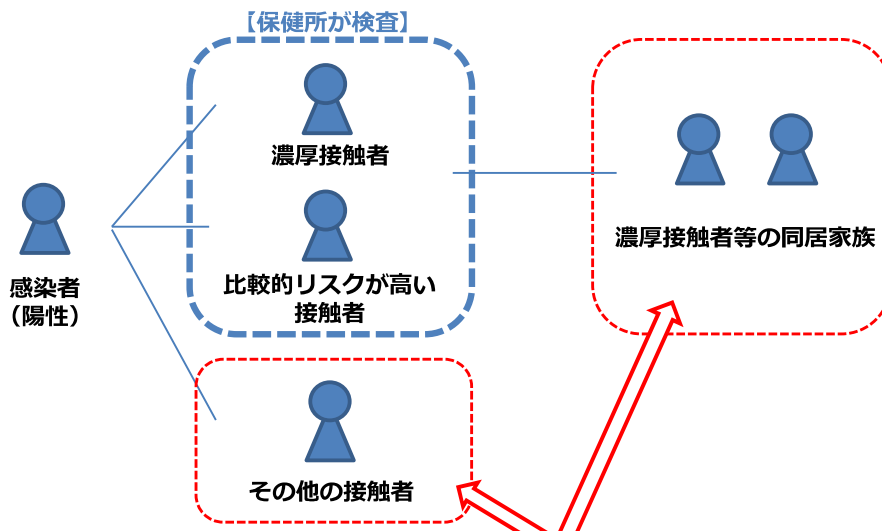 【保健所が検査】
濃厚接触者
比較的リスクが高い
接触者
感染者
（陽性）
濃厚接触者等の同居家族
その他の接触者